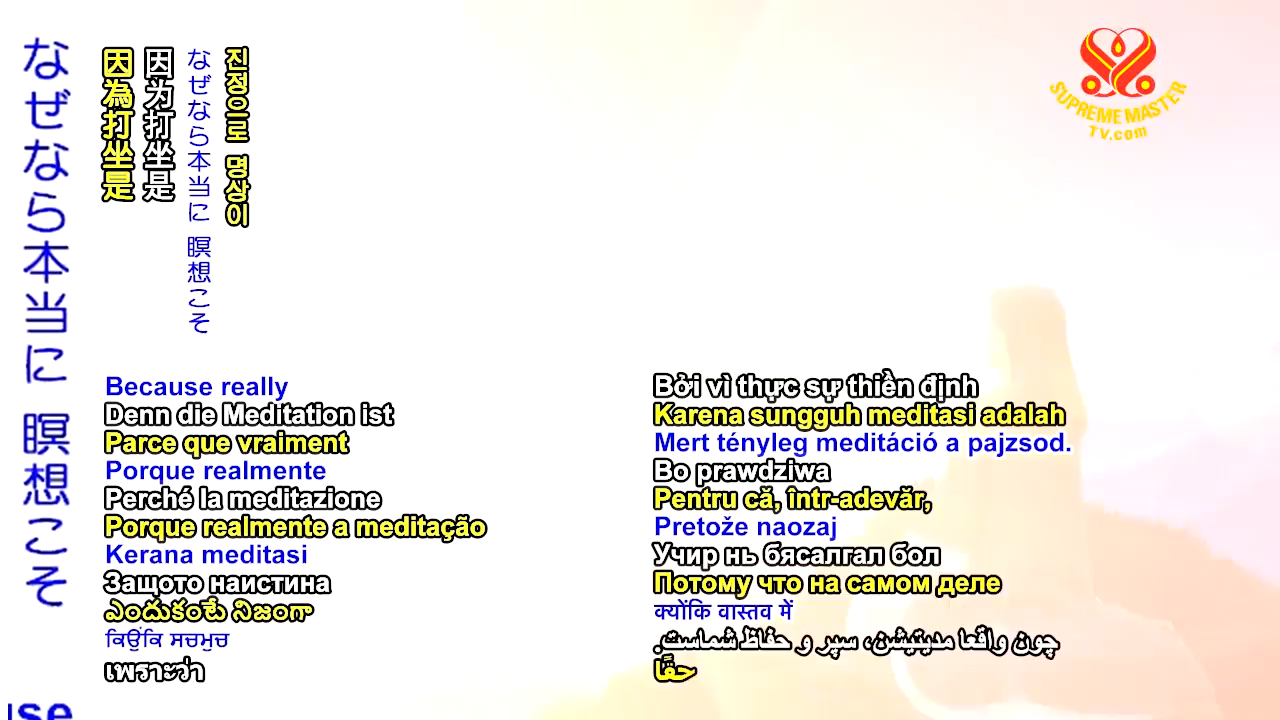 なぜなら本当に 瞑想こそ
因為打坐是
因为打坐是
なぜなら本当に 瞑想こそ
진정으로 명상이
SUPREME MASTER
TV.com
Because really
Denn die Meditation ist
Parce que vraiment
Porque realmente
Perché la meditazione
Porque realmente a meditação
Kerana meditasi
Защото наистина
ఎందుకంటే నిజంగా
ਕਿਉਂਕਿ ਸਚਮੁਚ
เพราะว่า
Bởi vì thực sự thiền định
Karena sungguh meditasi adalah
Mert tényleg meditáció a pajzsod.
Bo prawdziwa
Pentru că, într-adevăr,
Pretože naozaj
Учир нь бясалгал бол
Потому что на самом деле
क्योंकि वास्तव में
چون واقعا مدیتیشن، سپر و حفاظ شماست.
حقًا
use